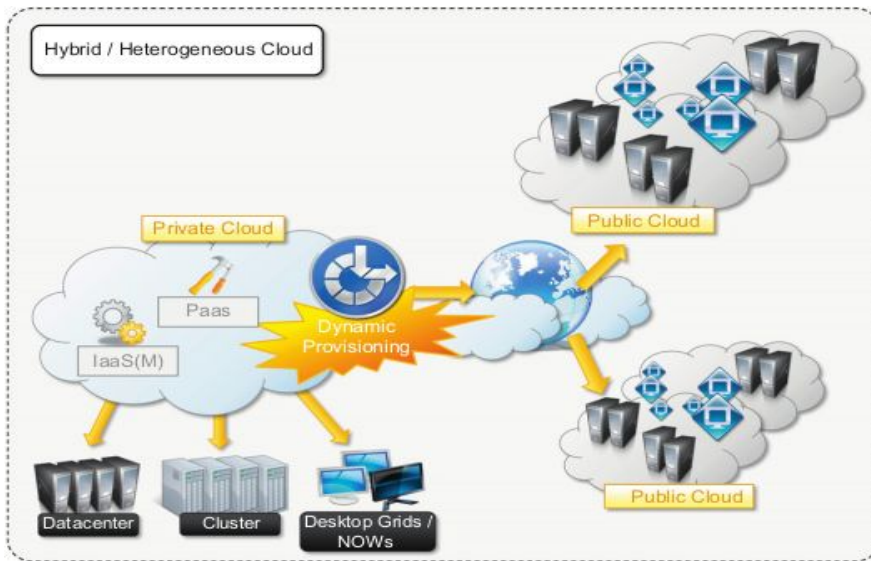 Hybrid / Heterogeneous Cloud
Public Cloud
Private Cloud
Paas
Dynamic
Provisioning
IaaS(M)
Public Cloud
Datacenter
Cluster
Desktop Grids /
NOWs